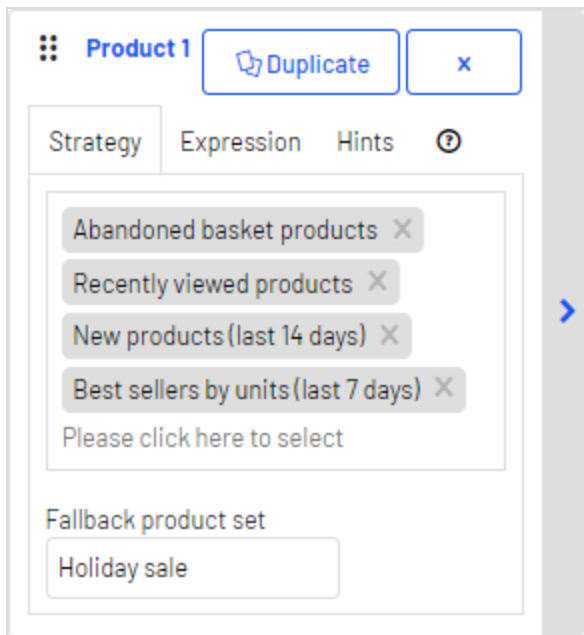 Product 1 Duplicate x
Strategy Expression Hints
Abandoned basket products
Recently viewed products
New products (last 14 days)
Best sellers by units (last 7 days)
Please click here to select
Fallback product set
Holiday sale